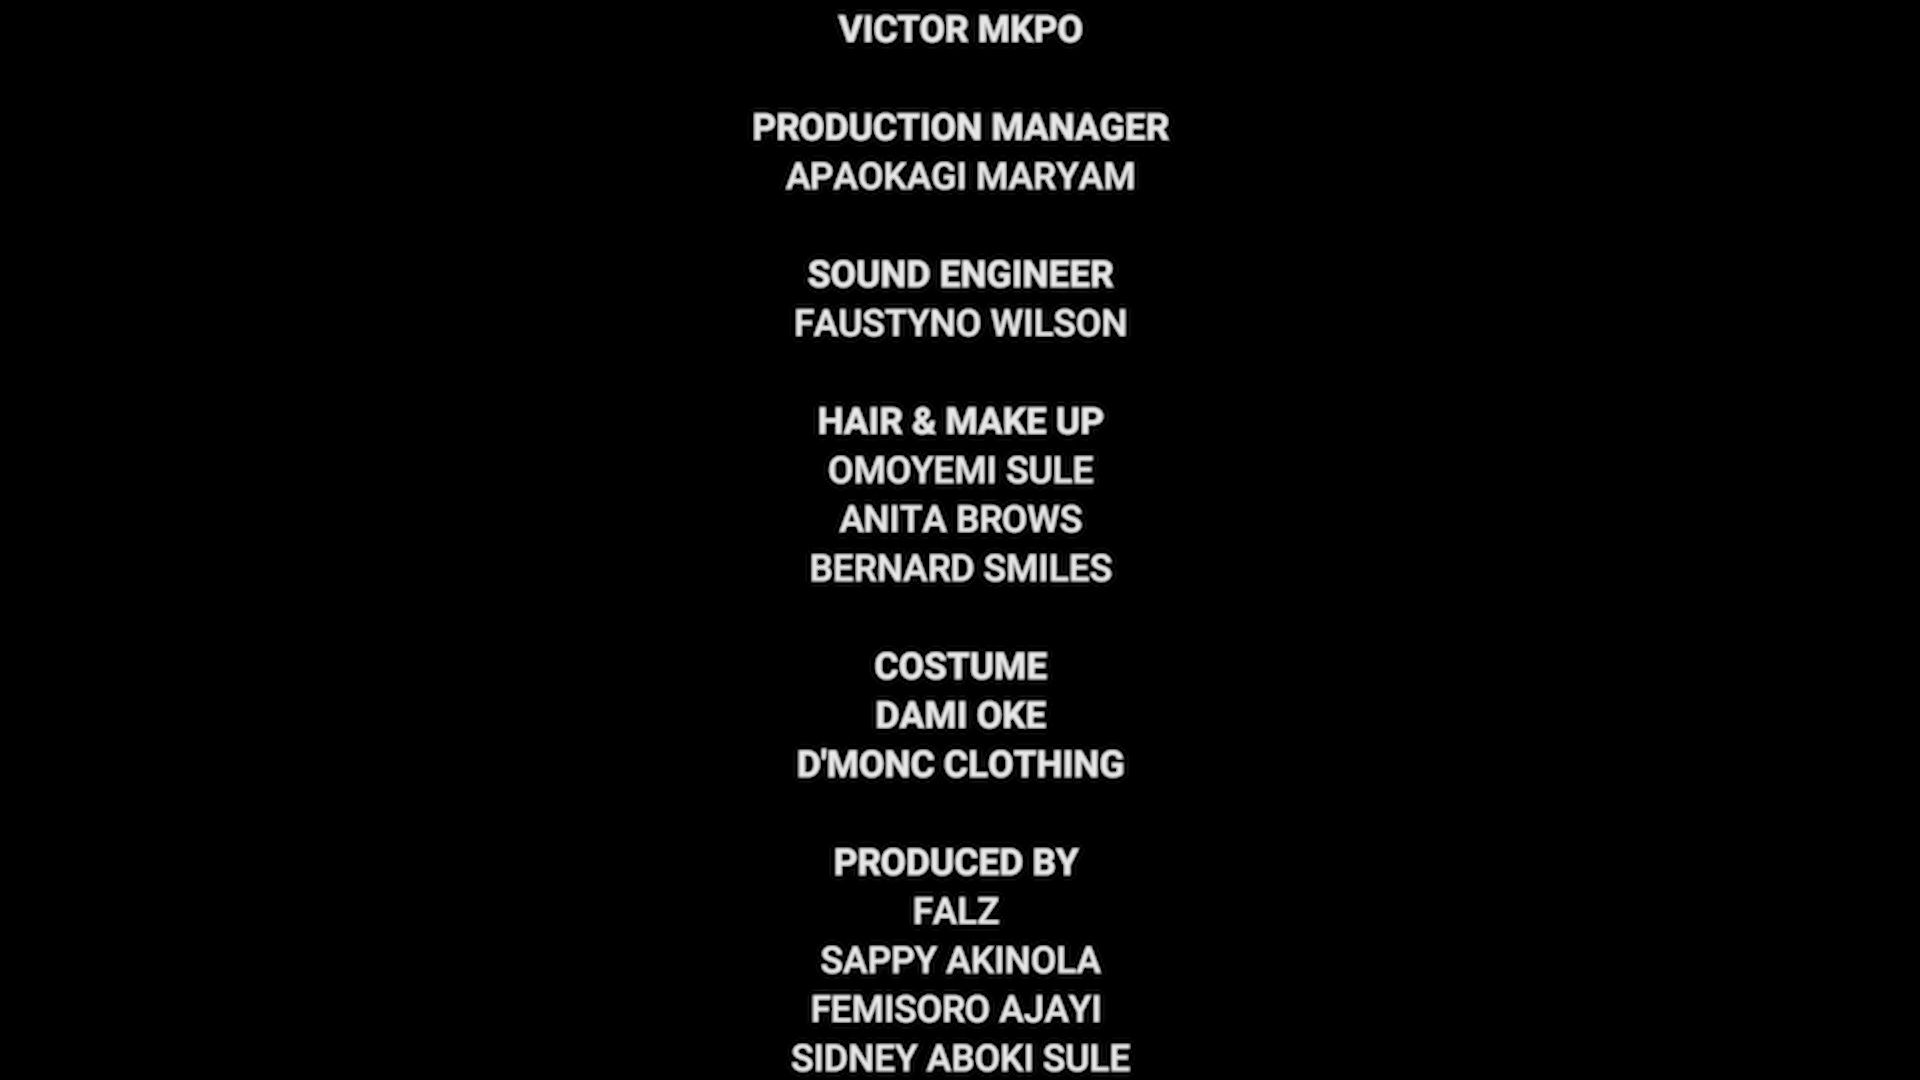 VICTOR MKPO
PRODUCTION MANAGER
APAOKAGI MARYAM
SOUND ENGINEER
FAUSTYNO WILSON
HAIR & MAKE UP
OMOYEMI SULE
ANITA BROWS
BERNARD SMILES
COSTUME
DAMI OKE
D'MONC CLOTHING
PRODUCED BY
FALZ
SAPPY AKINOLA
FEMISORO AJAYI
SIDNEY ABOKI SULE